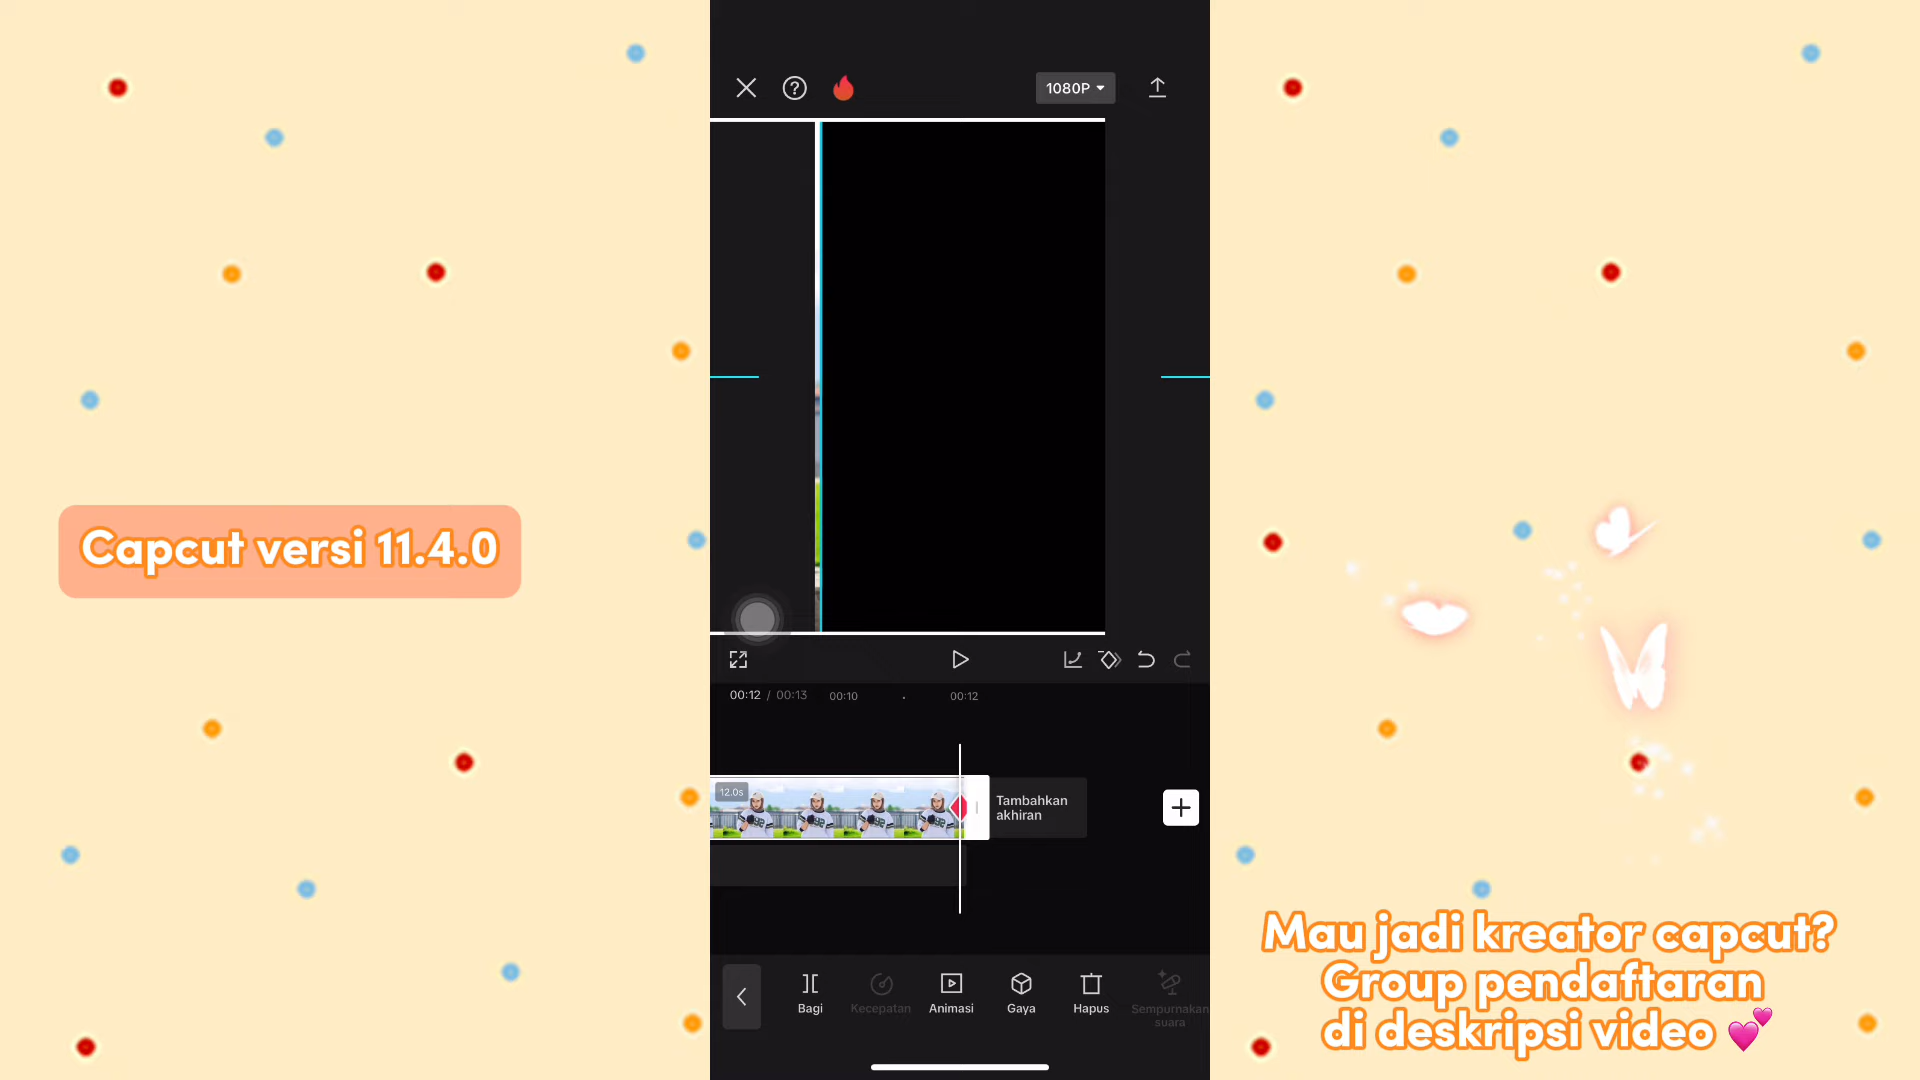 1080P
Capcut versi 11.4.0
00:12 / 00:13
00:10
00:12
12.0s
Tambahkan
akhiran
Bagi
Kecepatan
Animasi
Gaya
Hapus
Sempurnakan
suara
Mau jadi kreator capcut?
Group pendaftaran
di deskripsi video 💕